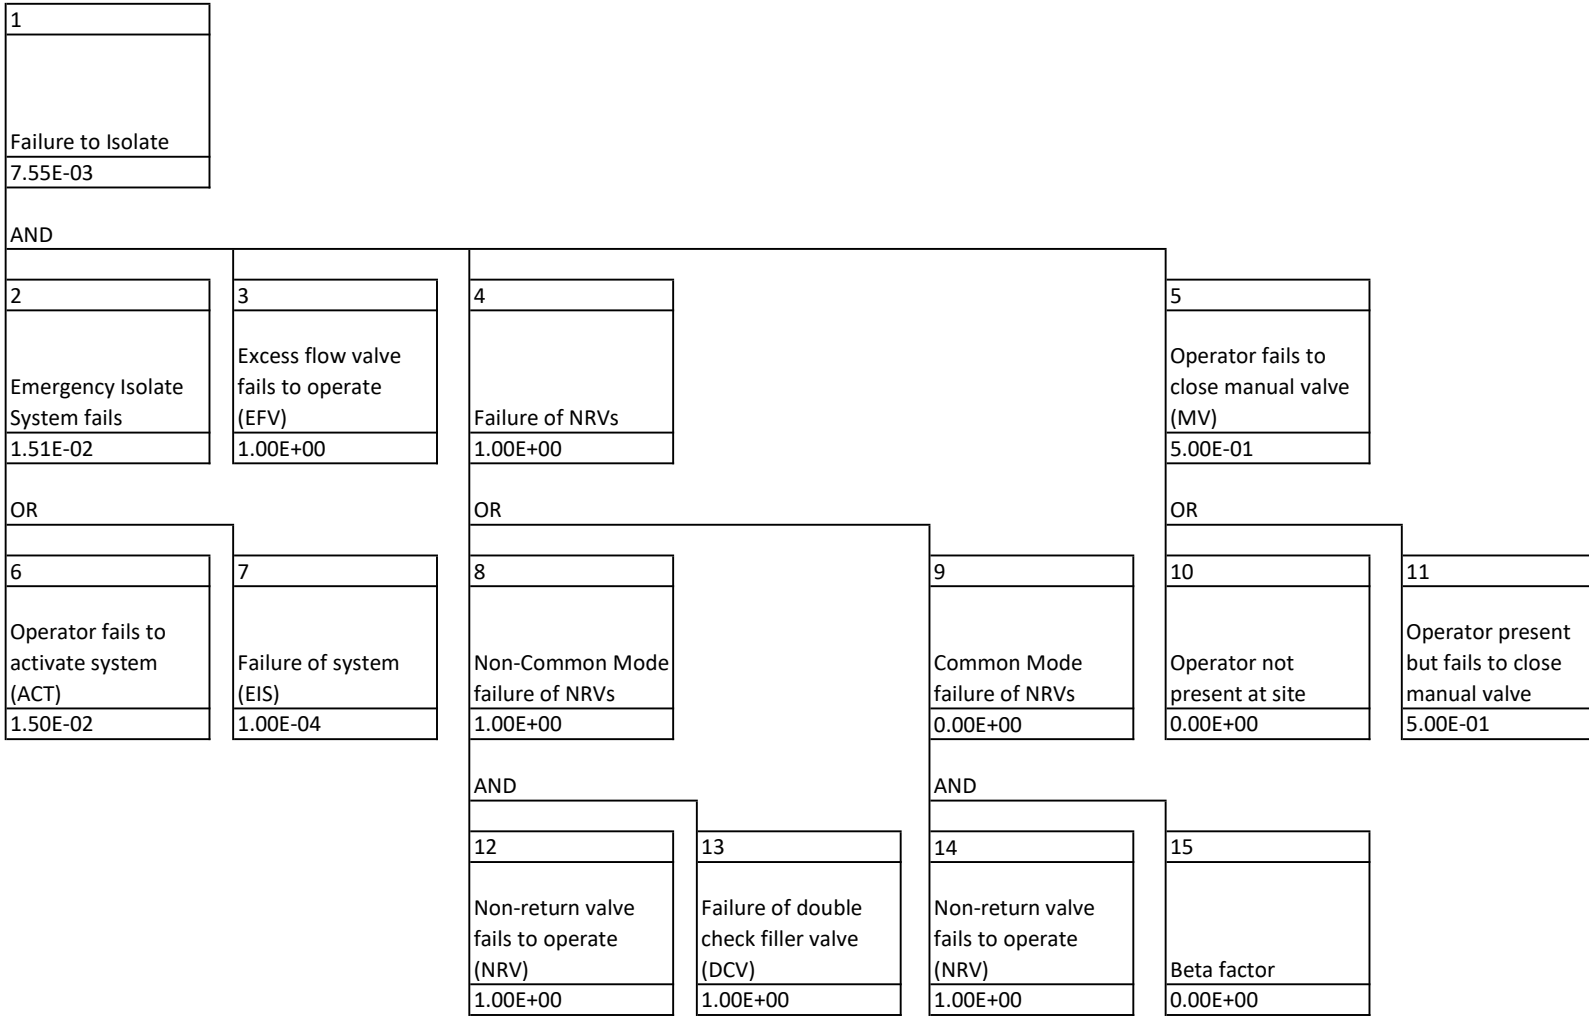 1
Failure to Isolate
7.55E-03
AND
2
Emergency Isolate
System fails
1.51E-02
3
Excess flow valve
fails to operate
(EFV)
1.00E+00
4
Failure of NRVs
1.00E+00
5
Operator fails to
close manual valve
(MV)
5.00E-01
OR
OR
OR
6
Operator fails to
activate system
(ACT)
1.50E-02
7
Failure of system
(EIS)
1.00E-04
8
Non-Common Mode
failure of NRVs
1.00E+00
9
Common Mode
failure of NRVs
0.00E+00
10
Operator not
present at site
0.00E+00
11
Operator present
but fails to close
manual valve
5.00E-01
AND
AND
12
Non-return valve
fails to operate
(NRV)
1.00E+00
13
Failure of double
check filler valve
(DCV)
1.00E+00
14
Non-return valve
fails to operate
(NRV)
1.00E+00
15
Beta factor
0.00E+00